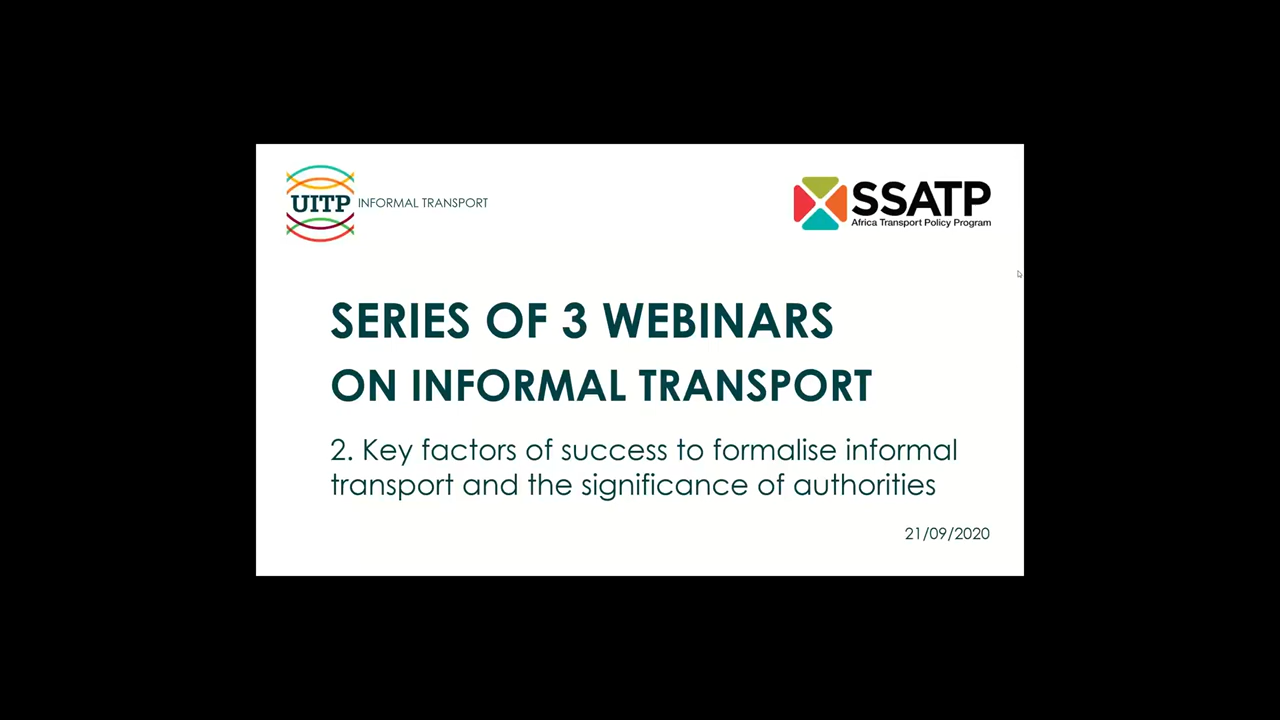 UITP INFORMAL TRANSPORT
SSATP
Africa Transport Policy Program
SERIES OF 3 WEBINARS
ON INFORMAL TRANSPORT
2. Key factors of success to formalise informal
transport and the significance of authorities
21/09/2020